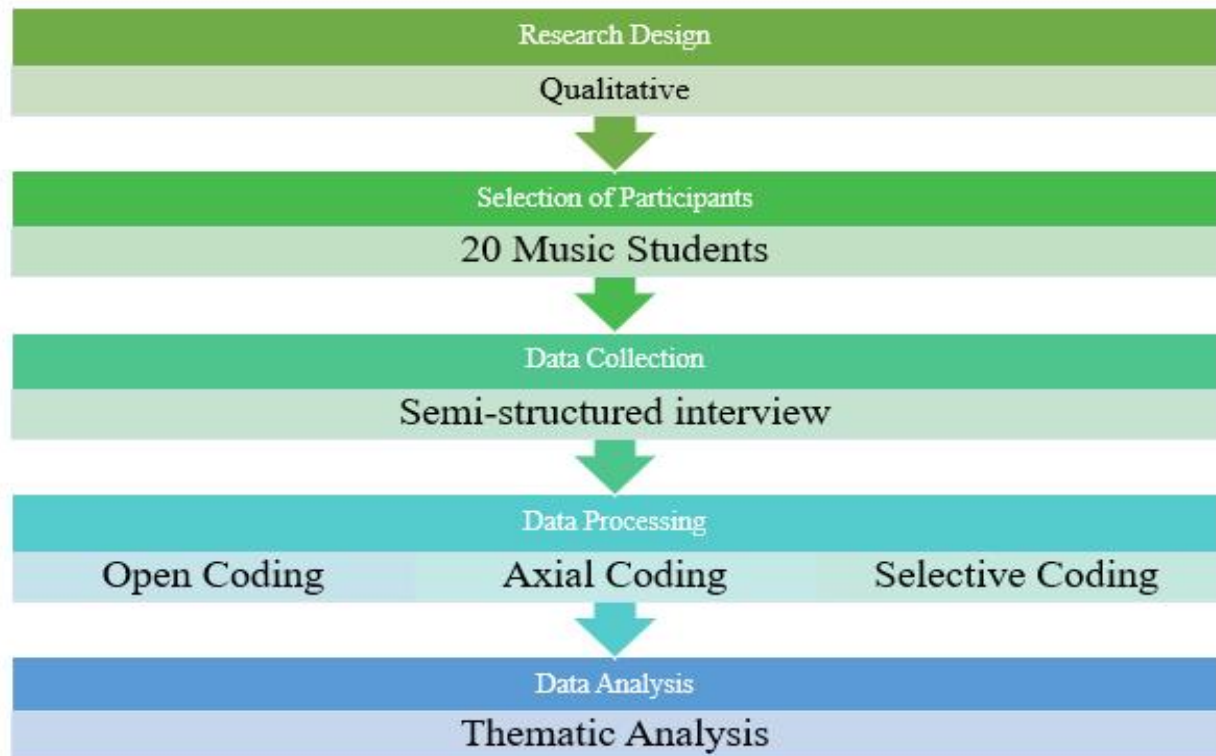 Research Design
Qualitative
Selection of Participants
20 Music Students
Data Collection
Semi-structured interview
Data Processing
Open Coding Axial Coding Selective Coding
Data Analysis
Thematic Analysis